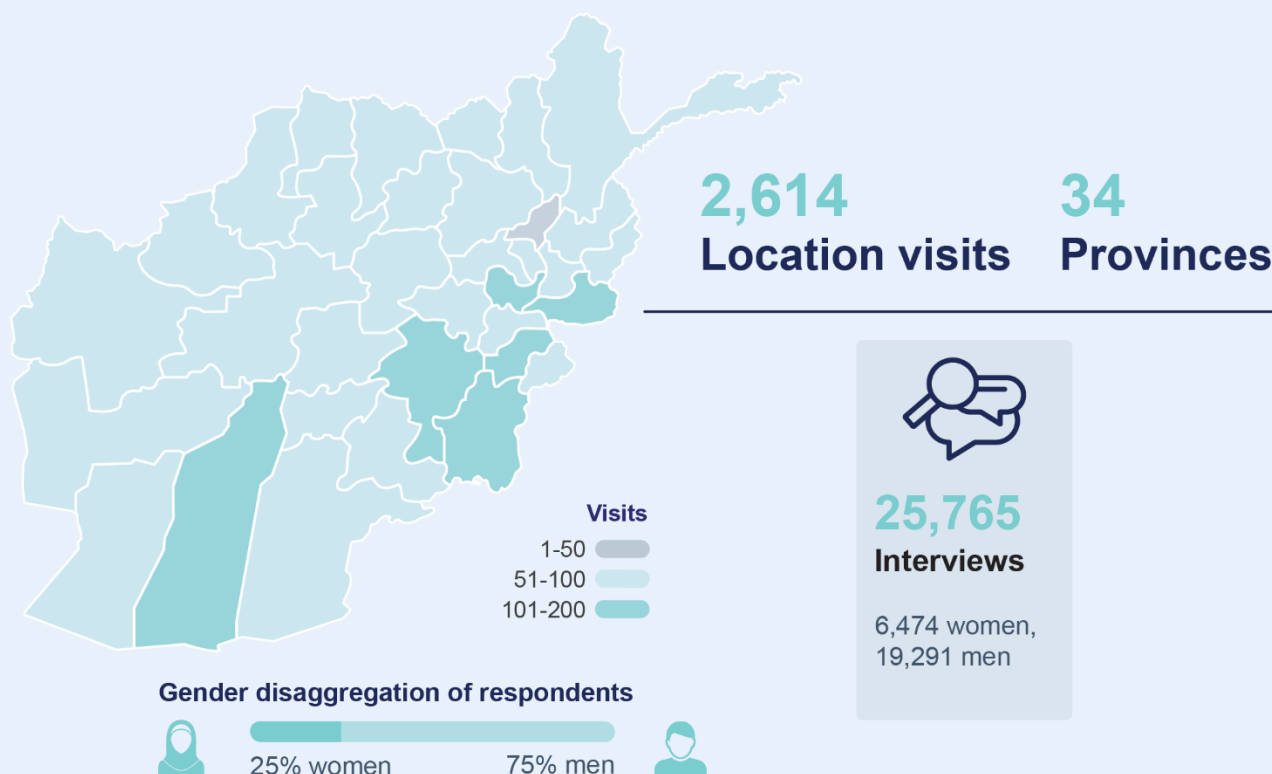 2,614
Location visits
34
Provinces
25,765
Interviews
6,474 women,
19,291 men
Visits
1-50
51-100
101-200
Gender disaggregation of respondents
25% women
75% men